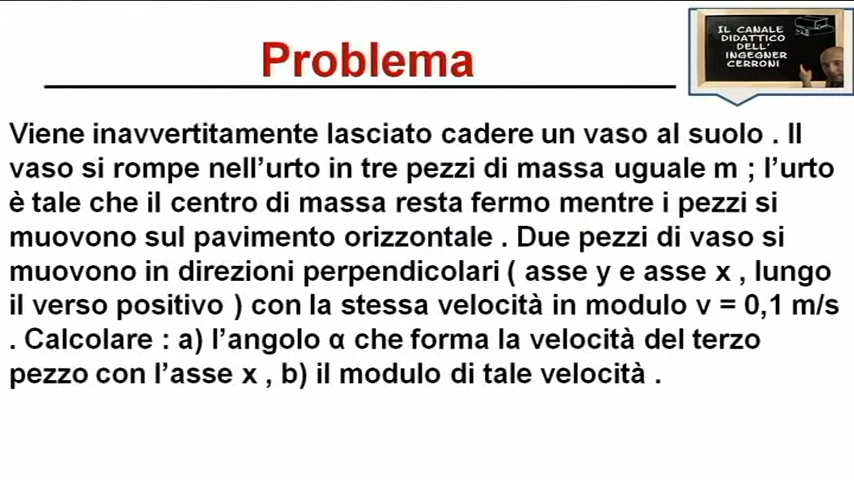 Problema
IL CANALE
DIDATTICO
DELL'
INGEGNER
CERRONI
Viene inavvertitamente lasciato cadere un vaso al suolo . Il
vaso si rompe nell’urto in tre pezzi di massa uguale m ; l’urto
è tale che il centro di massa resta fermo mentre i pezzi si
muovono sul pavimento orizzontale . Due pezzi di vaso si
muovono in direzioni perpendicolari ( asse y e asse x , lungo
il verso positivo ) con la stessa velocità in modulo v = 0,1 m/s
. Calcolare : a) l’angolo α che forma la velocità del terzo
pezzo con l’asse x , b) il modulo di tale velocità .